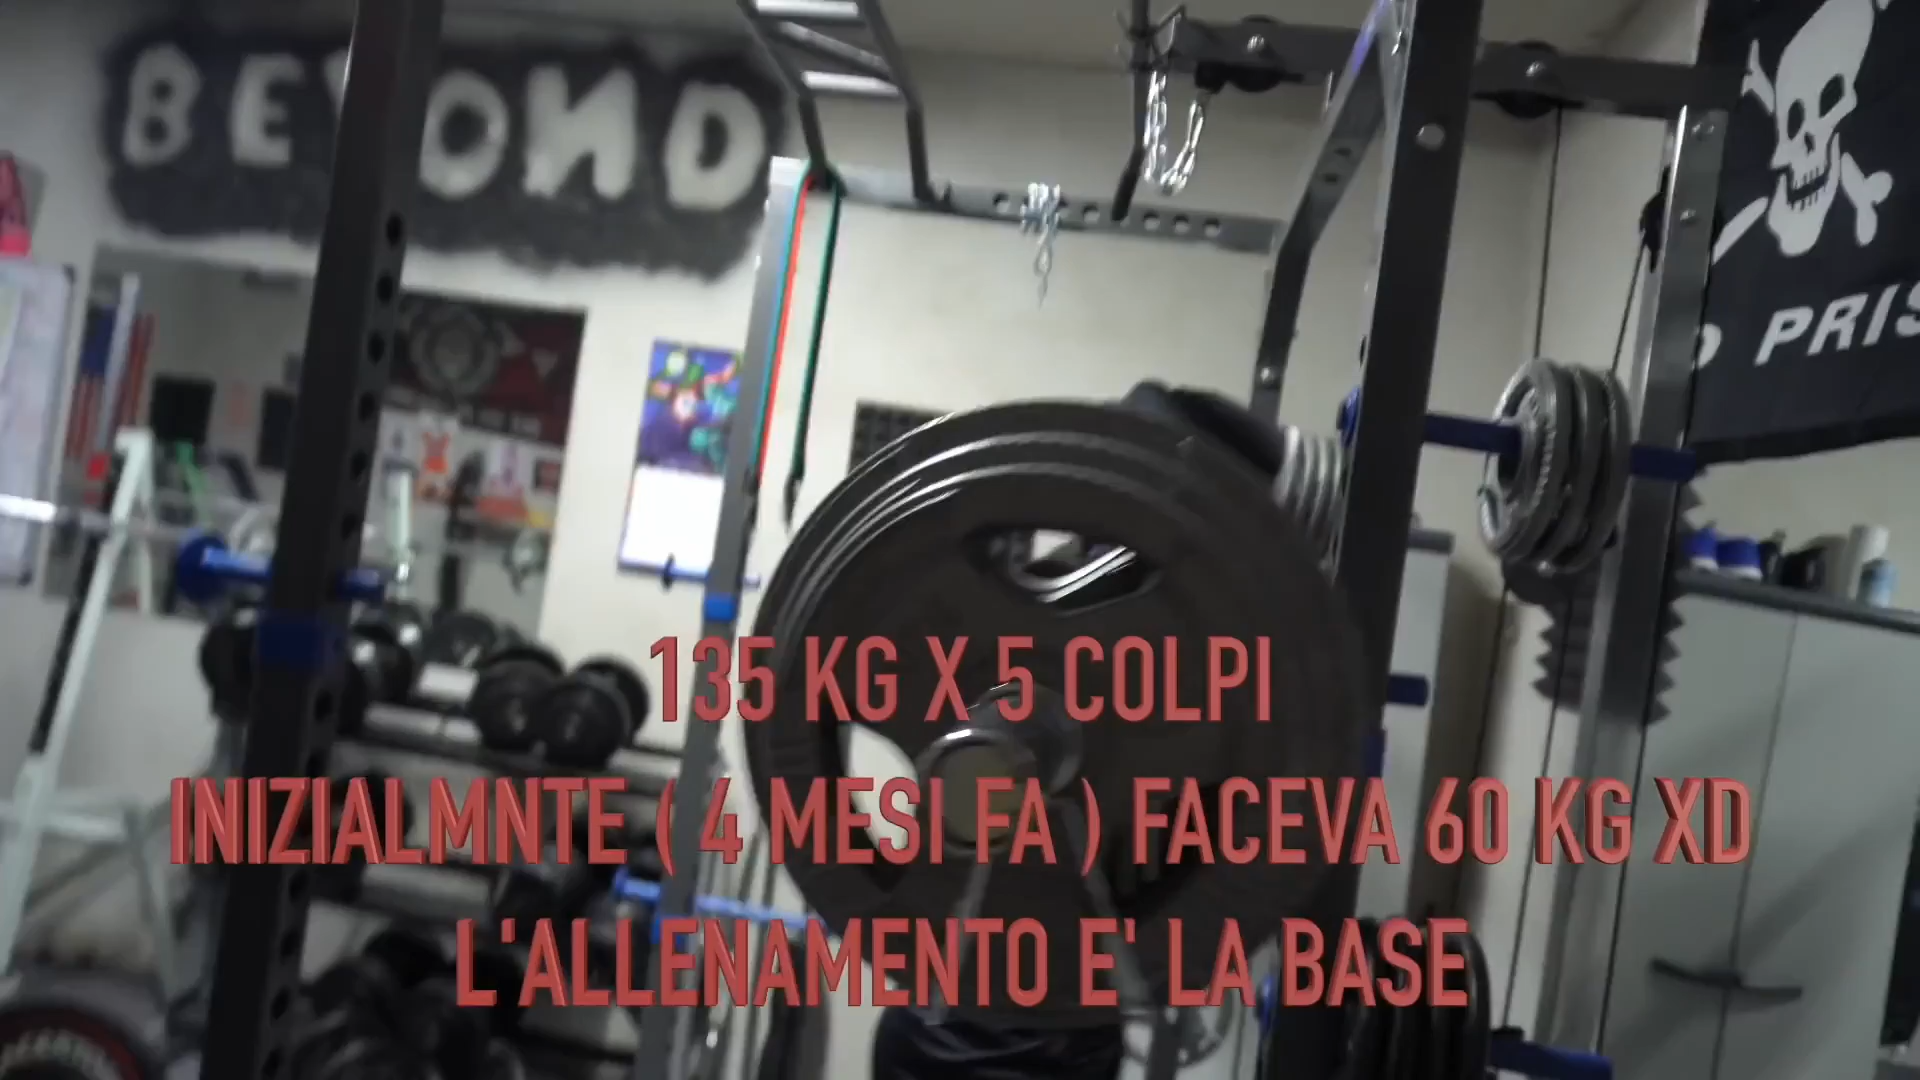 BEYOND
PRIS
135 KG X 5 COLPI
INIZIALMNTE ( 4 MESI FA ) FACEVA 60 KG XD
L'ALLENAMENTO E' LA BASE